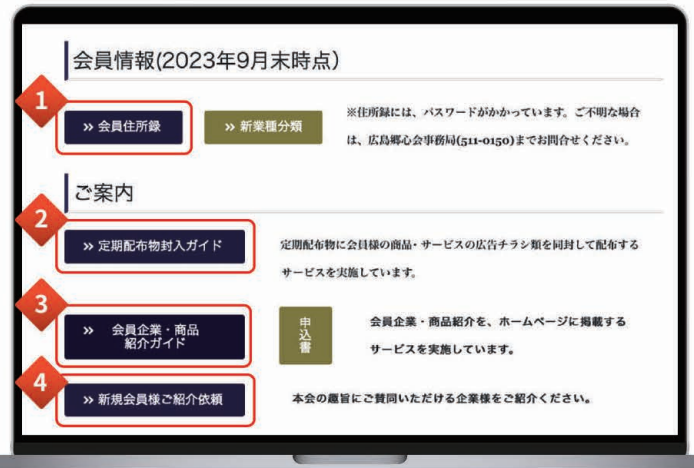 会員情報(2023年9月末時点)
1
» 会員住所録
» 新業種分類
※住所録には、パスワードがかかっています。ご不明な場合
は、広島郷心会事務局(511-0150)までお問合せください。
ご案内
2
» 定期配布物封入ガイド
定期配布物に会員様の商品・サービスの広告チラシ類を同封して配布する
サービスを実施しています。
3
» 会員企業・商品
紹介ガイド
申込書
会員企業・商品紹介を、ホームページに掲載する
サービスを実施しています。
4
» 新規会員様ご紹介依頼
本会の趣旨にご賛同いただける企業様をご紹介ください。